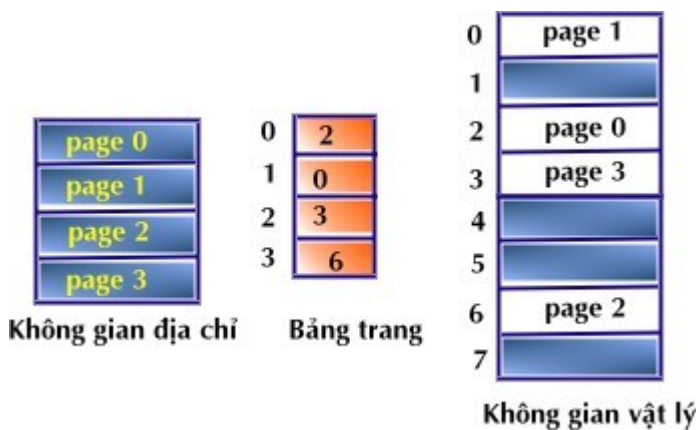 page 0
page 1
page 2
page 3
Không gian địa chỉ
0 2
1 0
2 3
3 6
Bảng trang
0 page 1
1
2 page 0
3 page 3
4
5
6 page 2
7
Không gian vật lý